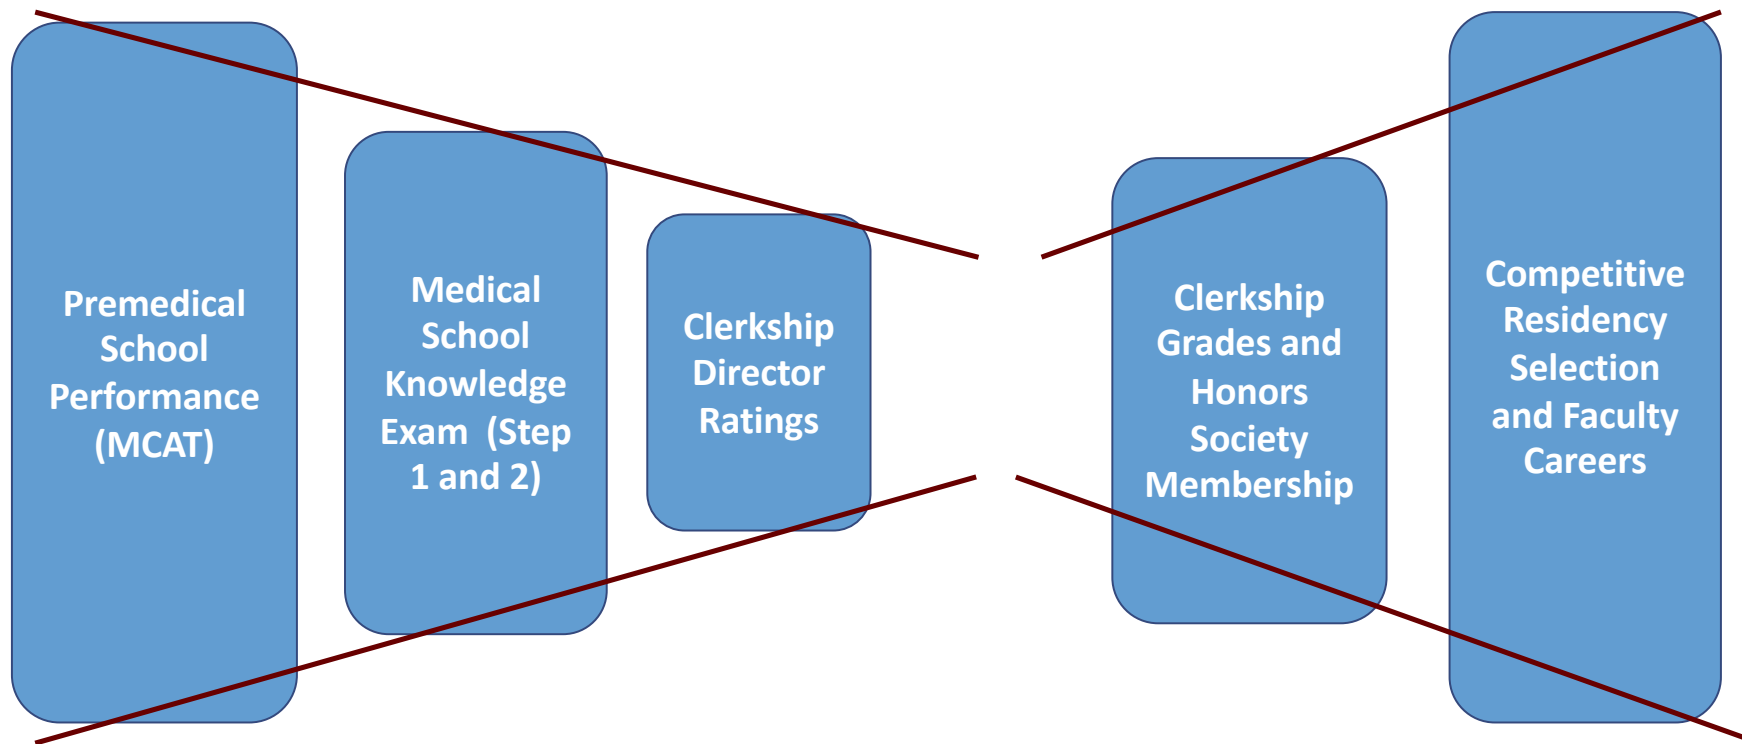 Premedical
School
Performance
(MCAT)
Medical
School
Knowledge
Exam  (Step
1 and 2)
Clerkship
Director
Ratings
Clerkship
Grades and
Honors
Society
Membership
Competitive
Residency
Selection
and Faculty
Careers